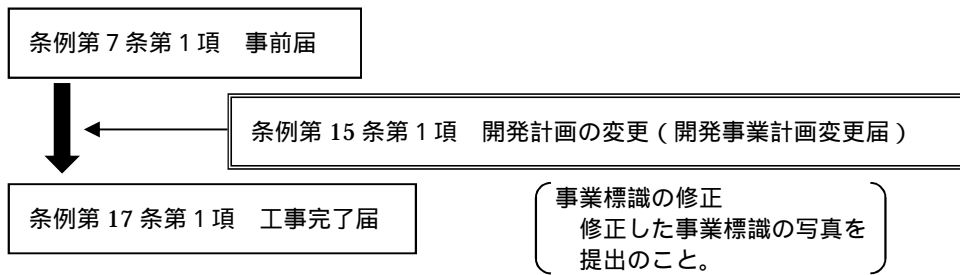 条例第７条第１項　事前届
条例第 15 条第１項　開発計画の変更（開発事業計画変更届）
条例第 17 条第１項　工事完了届
事業標識の修正
修正した事業標識の写真を
提出のこと。